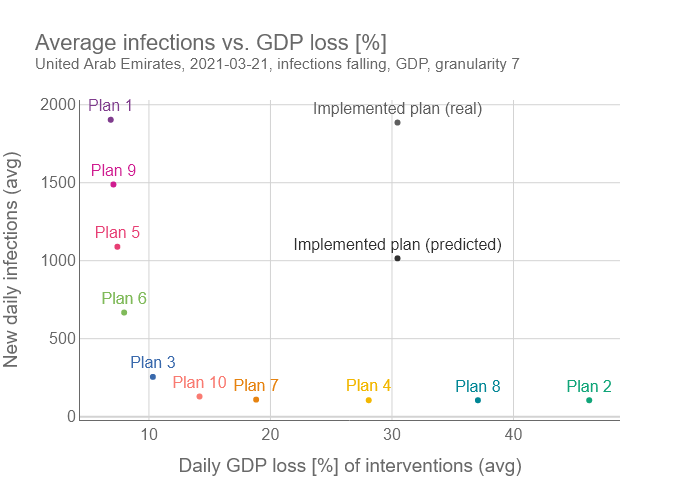 Average infections vs. GDP loss [%]
United Arab Emirates, 2021-03-21, infections falling, GDP, granularity 7
New daily infections (avg)
2000
1500
1000
500
0
Plan 1
Implemented plan (real)
Plan 9
Plan 5
Implemented plan (predicted)
Plan 6
Plan 3
Plan 10
Plan 7
Plan 4
Plan 8
Plan 2
10
20
30
40
Daily GDP loss [%] of interventions (avg)